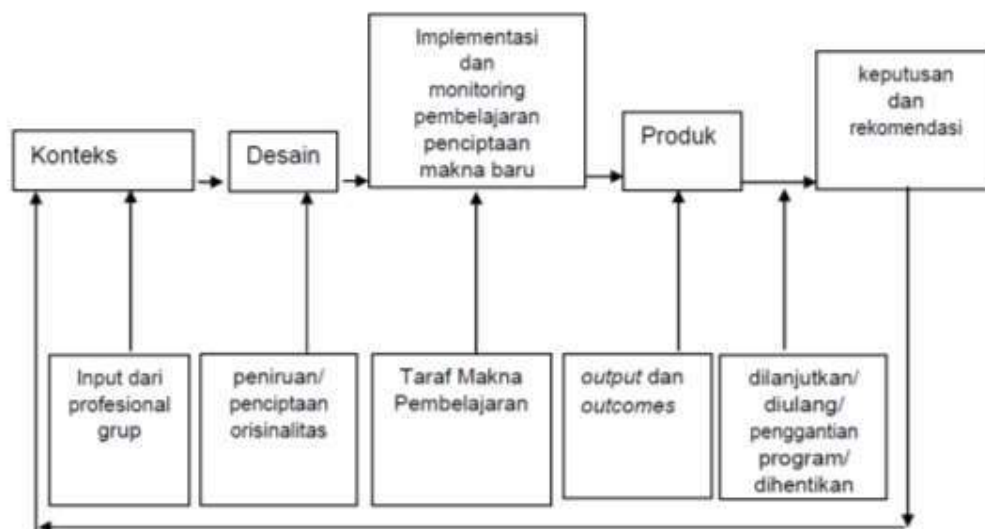 Konteks
Desain
Implementasi
dan
monitoring
pembelajaran
penciptaan
makna baru
Produk
keputusan
dan
rekomendasi
Input dari
profesional
grup
peniruan/
penciptaan
orisinalitas
Taraf Makna
Pembelajaran
output dan
outcomes
dilanjutkan/
diulang/
penggantian
program/
dihentikan